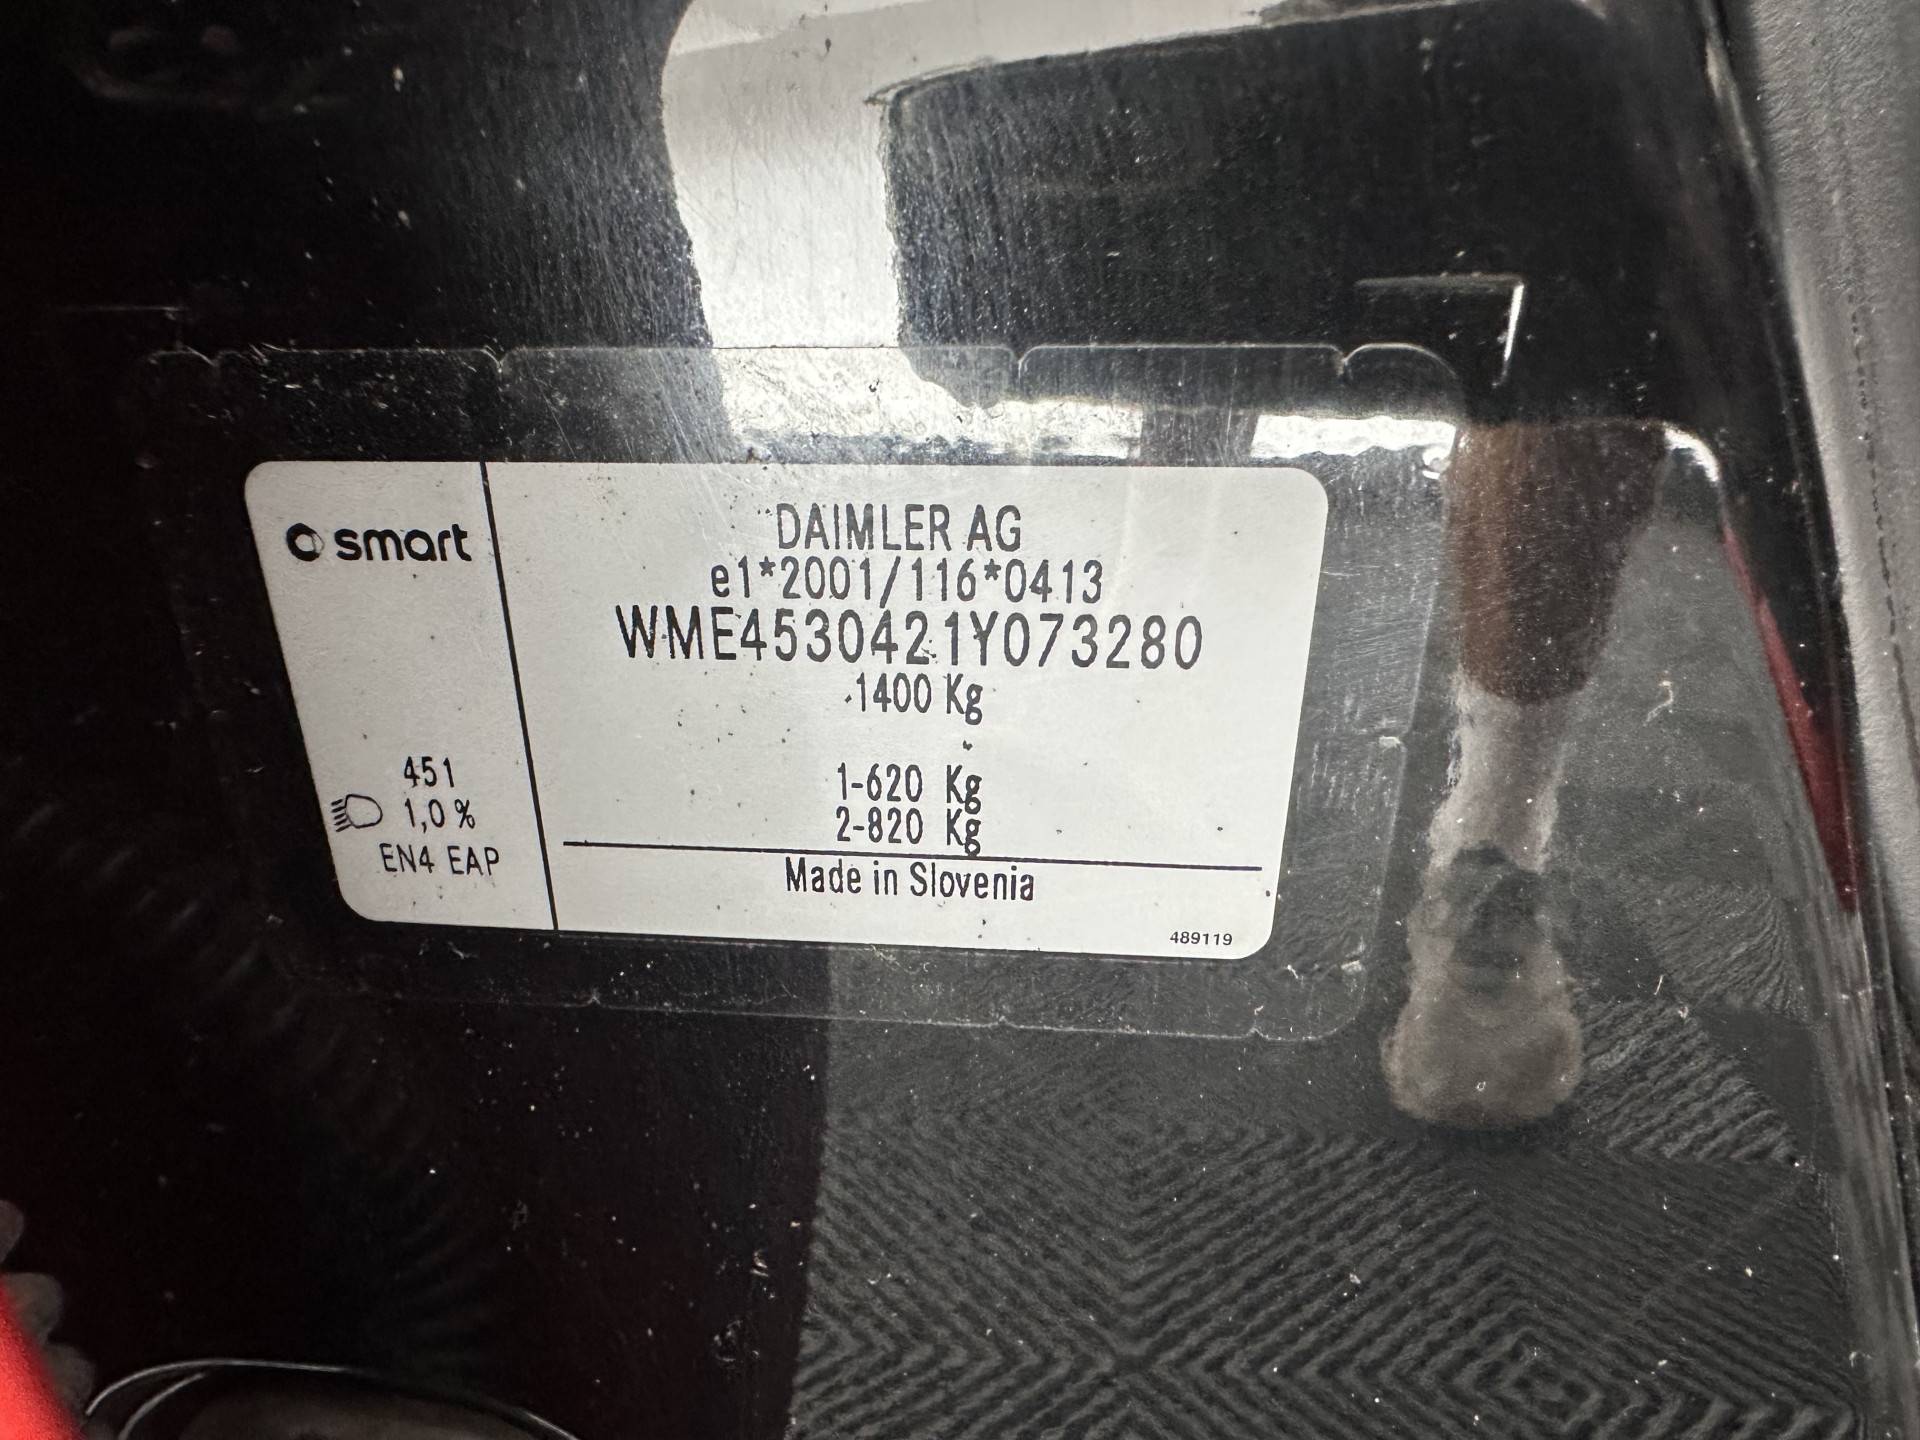 smart
DAIMLER AG
e1*2001/116*0413
WME4530421Y073280
1400 Kg
1-620 Kg
2-820 Kg
451
1,0 %
EN4 EAP
Made in Slovenia
489119